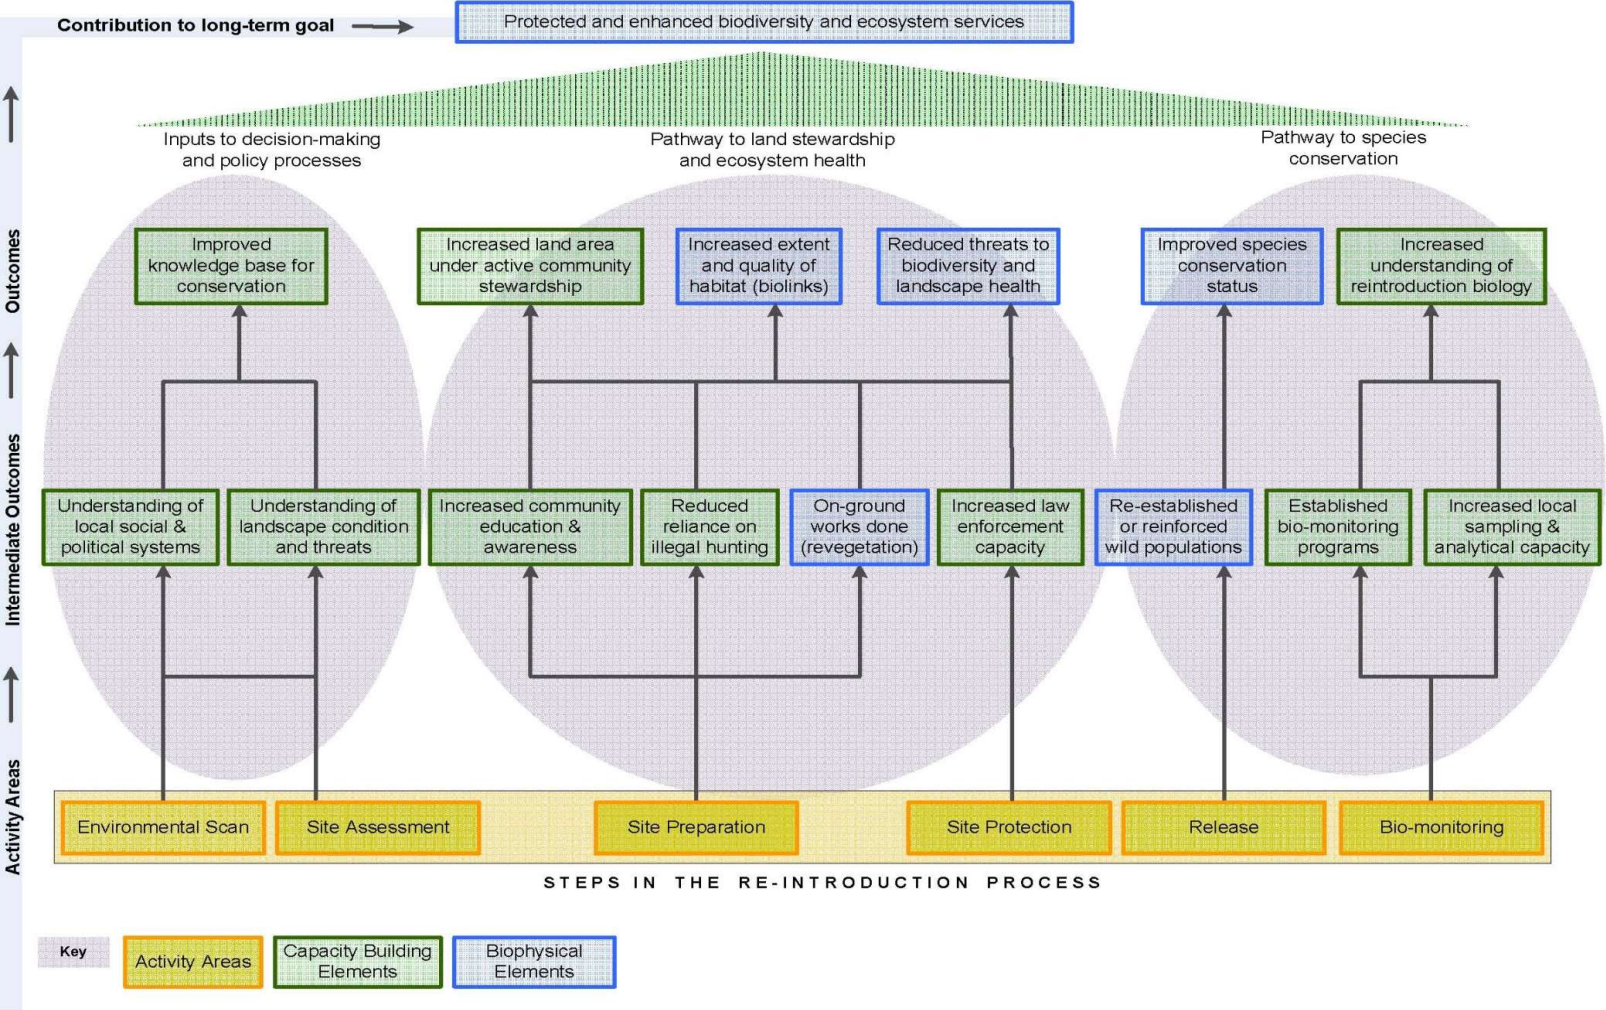 Contribution to long-term goal
Protected and enhanced biodiversity and ecosystem services
Inputs to decision-making
and policy processes
Pathway to land stewardship
and ecosystem health
Pathway to species
conservation
Outcomes
Improved
knowledge base for
conservation
Increased land area
under active community
stewardship
Increased extent
and quality of
habitat (biolinks)
Reduced threats to
biodiversity and
landscape health
Improved species
conservation
status
Increased
understanding of
reintroduction biology
Intermediate Outcomes
Understanding of
local social &
political systems
Understanding of
landscape condition
and threats
Increased community
education &
awareness
Reduced
reliance on
illegal hunting
On-ground
works done
(revegetation)
Increased law
enforcement
capacity
Re-established
or reinforced
wild populations
Established
bio-monitoring
programs
Increased local
sampling &
analytical capacity
Activity Areas
Environmental Scan
Site Assessment
Site Preparation
Site Protection
Release
Bio-monitoring
STEPS IN THE RE-INTRODUCTION PROCESS
Key
Activity Areas
Capacity Building
Elements
Biophysical
Elements